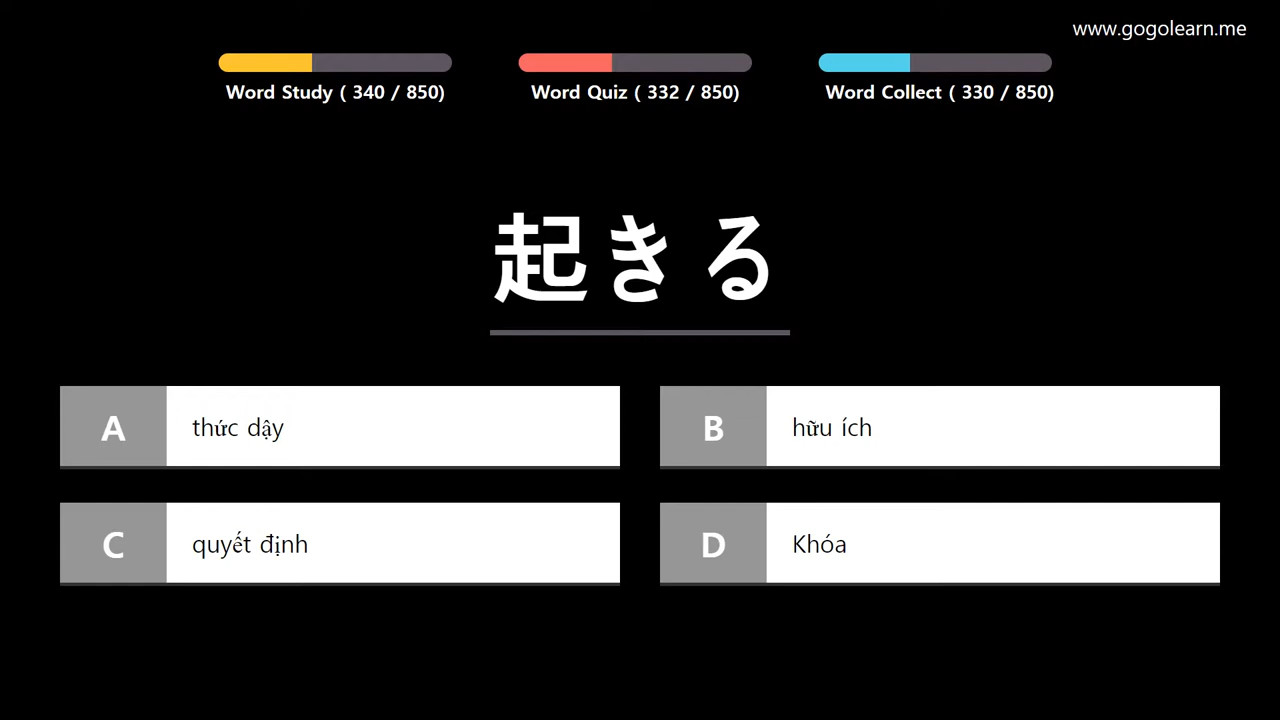 www.gogolearn.me
Word Study ( 340 / 850)
Word Quiz ( 332 / 850)
Word Collect ( 330 / 850)
起きる
A thức dậy
B hữu ích
C quyết định
D Khóa